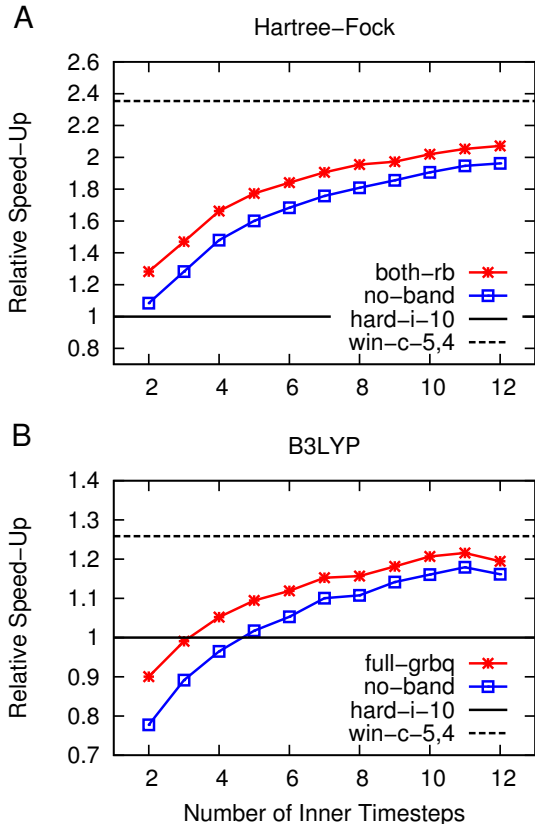 A
Hartree−Fock
Relative Speed−Up
2.6
2.4
2.2
2
1.8
1.6
1.4
1.2
1
0.8
both−rb
no−band
hard−i−10
win−c−5,4
2 4 6 8 10 12
B
B3LYP
Relative Speed−Up
1.4
1.3
1.2
1.1
1
0.9
0.8
0.7
full−grbq
no−band
hard−i−10
win−c−5,4
2 4 6 8 10 12
Number of Inner Timesteps